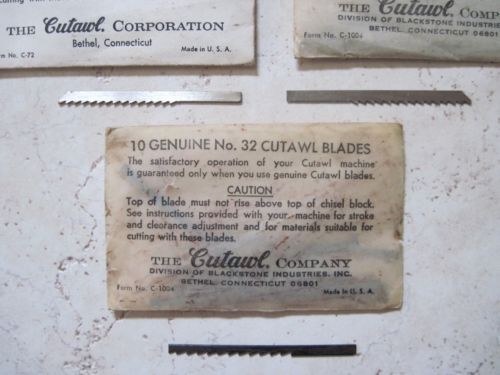 THE Cutawl CORPORATION
Bethel, Connecticut
Form No. C-72
Made in U. S. A.
THE Cutawl COMPANY
DIVISION OF BLACKSTONE INDUSTRIES
BETHEL, CONNECTICUT 06801
Form No. C-1004
10 GENUINE No. 32 CUTAWL BLADES
The satisfactory operation of your Cutawl machine
is guaranteed only when you use genuine Cutawl blades.
CAUTION
Top of blade must not rise above top of chisel block.
See instructions provided with your machine for stroke
and clearance adjustment and for materials suitable for
cutting with these blades.
THE Cutawl COMPANY
DIVISION OF BLACKSTONE INDUSTRIES, INC.
BETHEL, CONNECTICUT 06801
Form No. C-1004
Made in U. S. A.